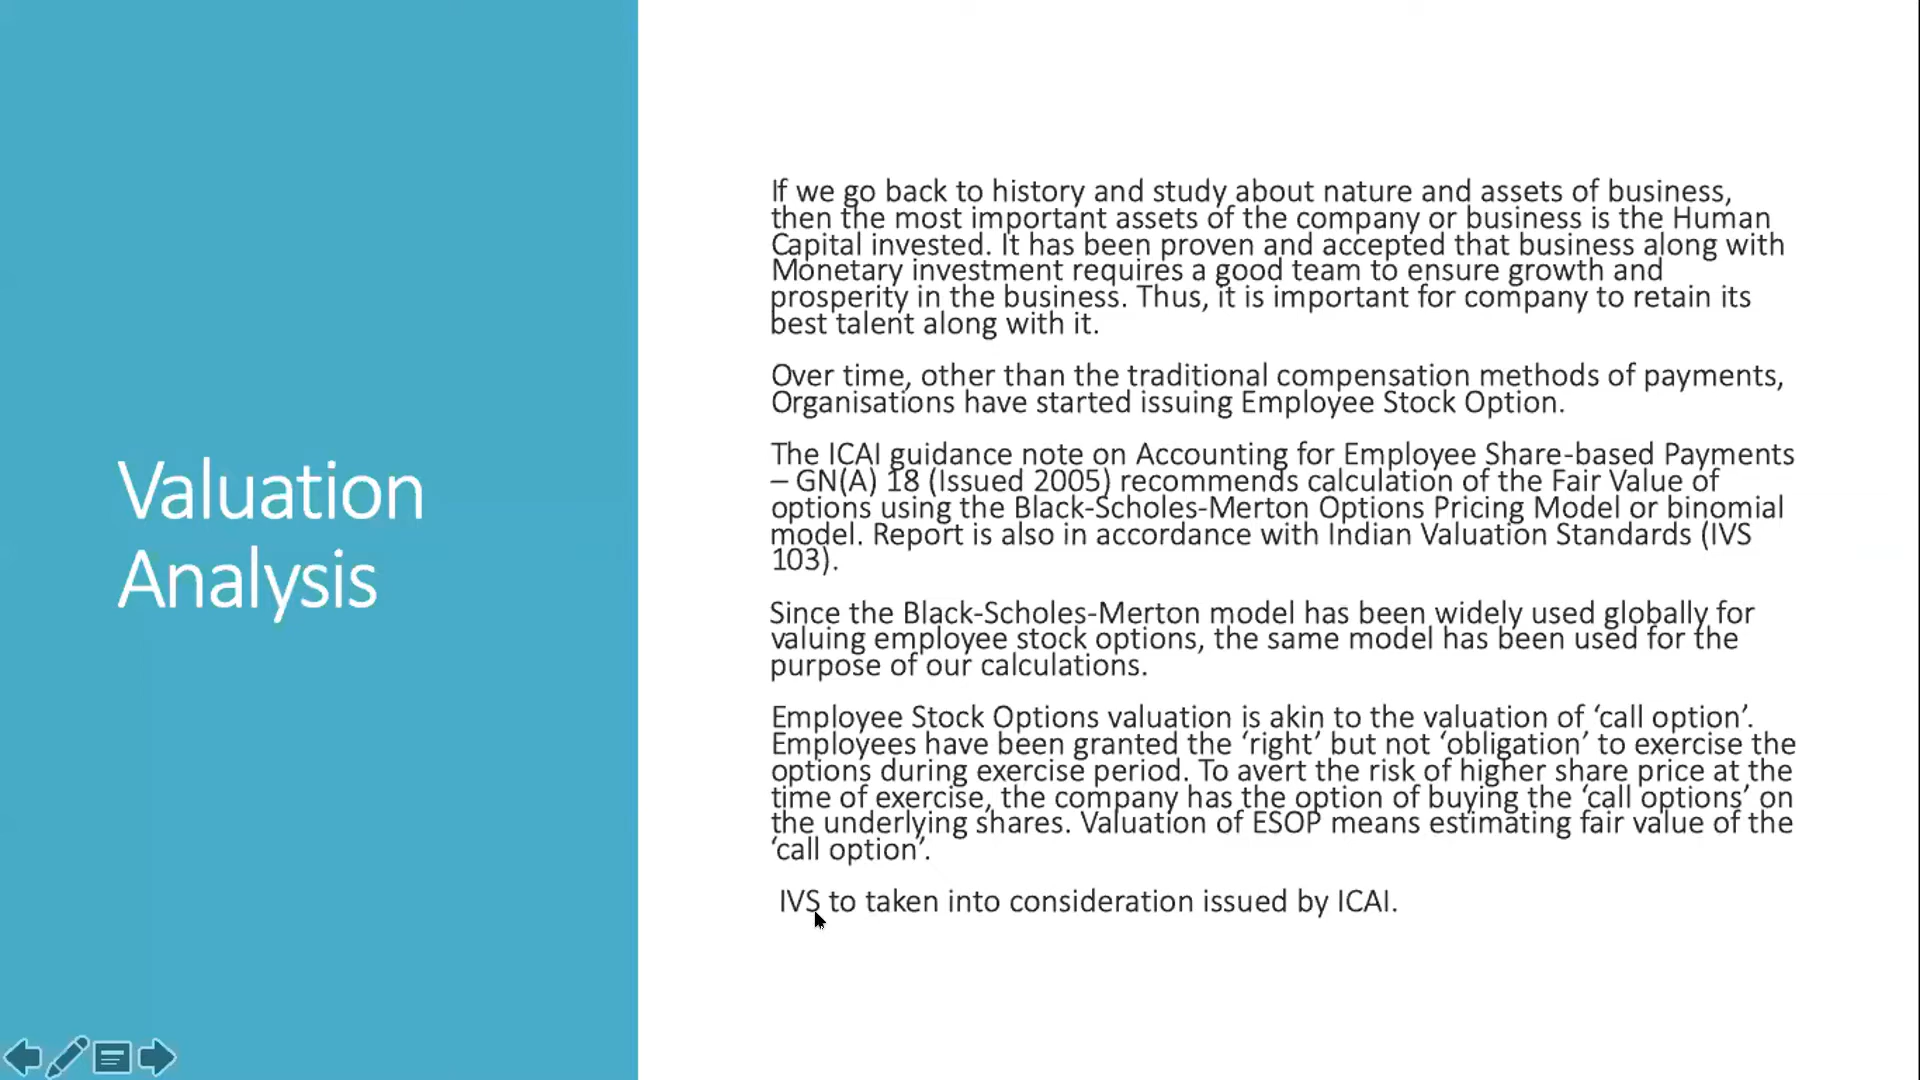 Valuation
Analysis
If we go back to history and study about nature and assets of business,
then the most important assets of the company or business is the Human
Capital invested. It has been proven and accepted that business along with
Monetary investment requires a good team to ensure growth and
prosperity in the business. Thus, it is important for company to retain its
best talent along with it.
Over time, other than the traditional compensation methods of payments,
Organisations have started issuing Employee Stock Option.
The ICAI guidance note on Accounting for Employee Share-based Payments
– GN(A) 18 (Issued 2005) recommends calculation of the Fair Value of
options using the Black-Scholes-Merton Options Pricing Model or binomial
model. Report is also in accordance with Indian Valuation Standards (IVS
103).
Since the Black-Scholes-Merton model has been widely used globally for
valuing employee stock options, the same model has been used for the
purpose of our calculations.
Employee Stock Options valuation is akin to the valuation of ‘call option’.
Employees have been granted the ‘right’ but not ‘obligation’ to exercise the
options during exercise period. To avert the risk of higher share price at the
time of exercise, the company has the option of buying the ‘call options’ on
the underlying shares. Valuation of ESOP means estimating fair value of the
‘call option’.
IVS to taken into consideration issued by ICAI.